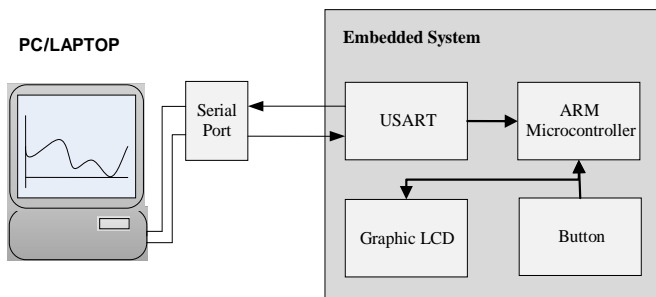 PC/LAPTOP
Embedded System
Serial
Port
USART
ARM
Microcontroller
Graphic LCD
Button